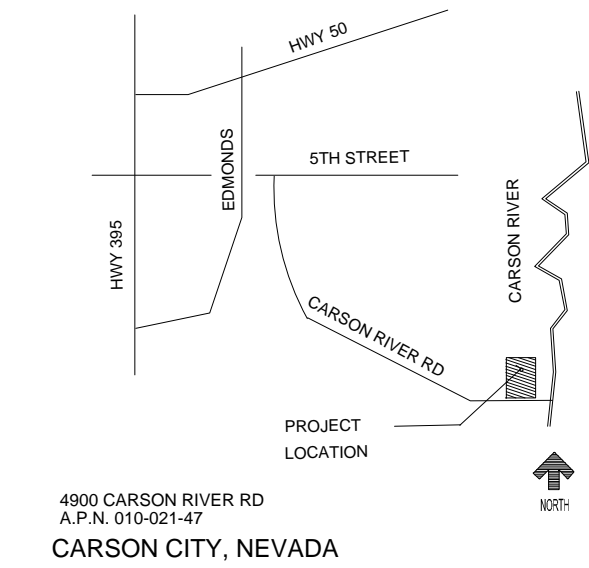 HWY 50
EDMONDS
5TH STREET
HWY 395
CARSON RIVER
CARSON RIVER RD
PROJECT
LOCATION
NORTH
4900 CARSON RIVER RD
A.P.N. 010-021-47
CARSON CITY, NEVADA